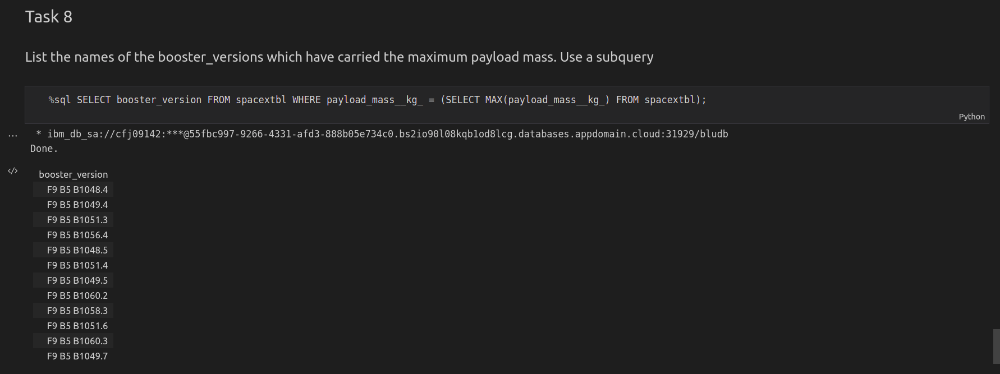 Task 8
List the names of the booster_versions which have carried the maximum payload mass. Use a subquery
%sql SELECT booster_version FROM spacextbl WHERE payload_mass__kg_ = (SELECT MAX(payload_mass__kg_) FROM spacextbl);
Python
* ibm_db_sa://cfj09142:***@55fbc997-9266-4331-afd3-888b05e734c0.bs2io90l08kqb1od8lcg.databases.appdomain.cloud:31929/bludb
Done.
booster_version
F9 B5 B1048.4
F9 B5 B1049.4
F9 B5 B1051.3
F9 B5 B1056.4
F9 B5 B1048.5
F9 B5 B1051.4
F9 B5 B1049.5
F9 B5 B1060.2
F9 B5 B1058.3
F9 B5 B1051.6
F9 B5 B1060.3
F9 B5 B1049.7